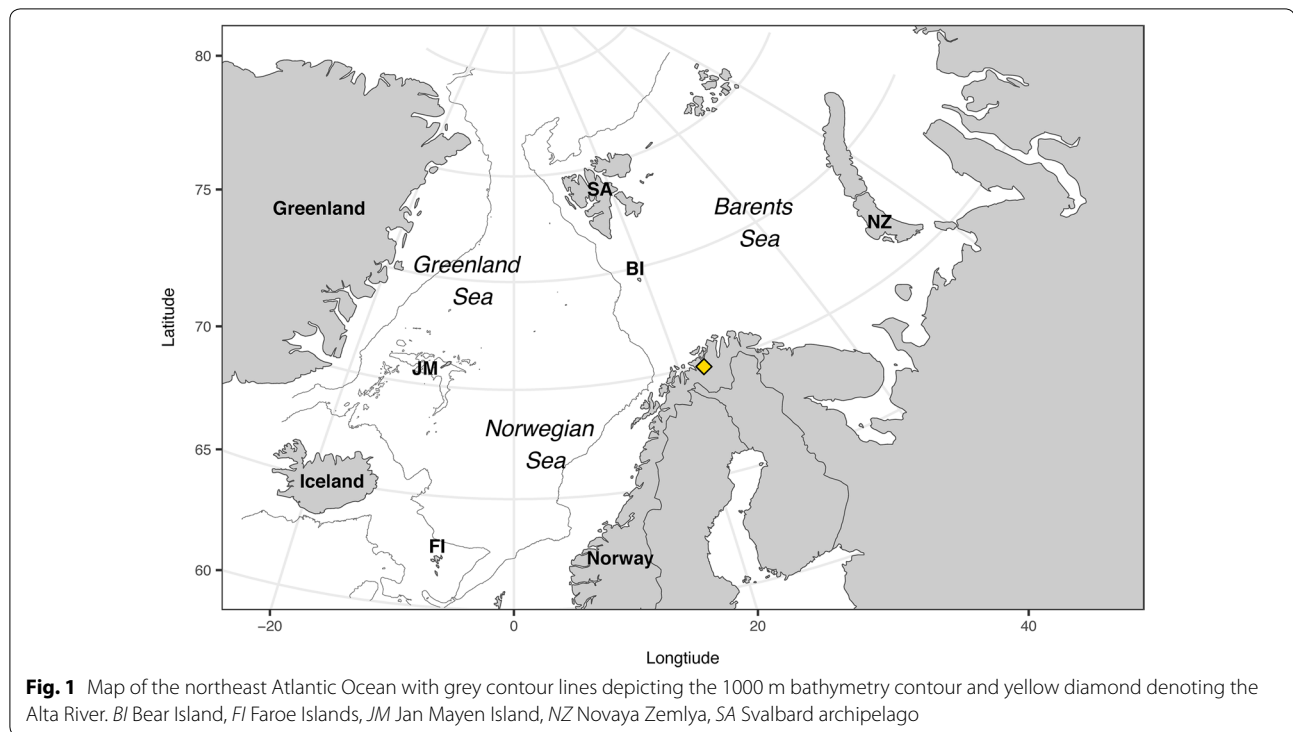 80
75
70
65
60
Latitude
Greenland
SA
Barents
Sea
NZ
Greenland
Sea
BI
JM
Norwegian
Sea
Iceland
FI
Norway
−20
0
20
40
Longtiude
Fig. 1 Map of the northeast Atlantic Ocean with grey contour lines depicting the 1000 m bathymetry contour and yellow diamond denoting the
Alta River. BI Bear Island, FI Faroe Islands, JM Jan Mayen Island, NZ Novaya Zemlya, SA Svalbard archipelago